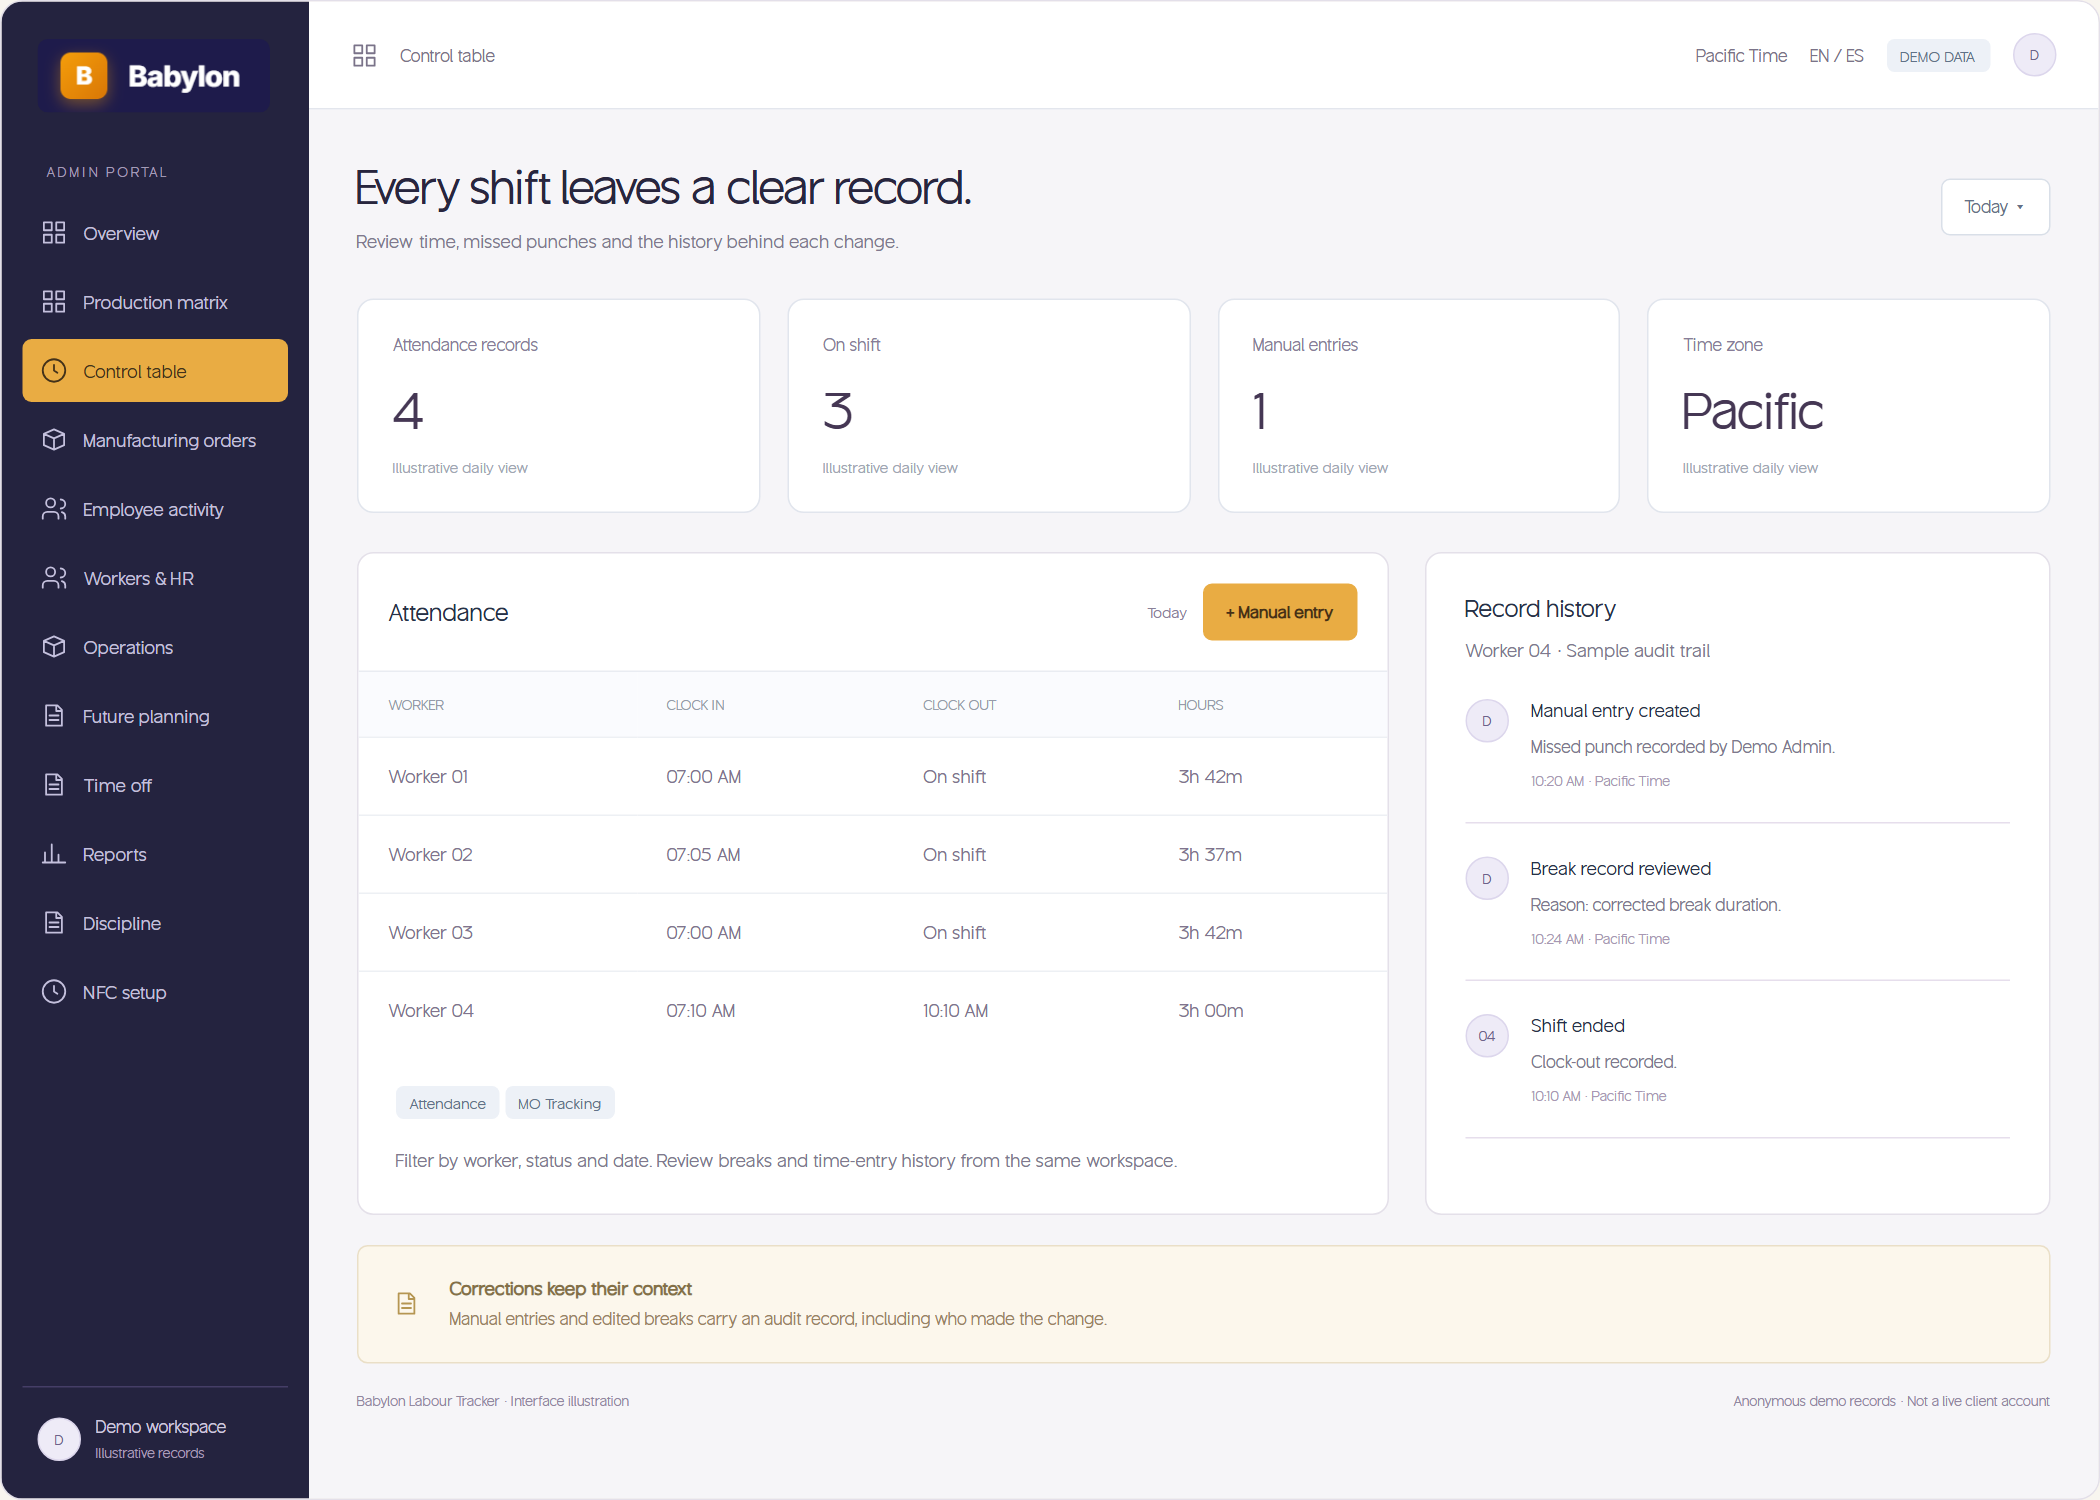 B
Babylon
ADMIN PORTAL
Overview
Production matrix
Control table
Manufacturing orders
Employee activity
Workers & HR
Operations
Future planning
Time off
Reports
Discipline
NFC setup
D
Demo workspace
Illustrative records
Control table
Pacific Time
EN / ES
DEMO DATA
D
Every shift leaves a clear record.
Review time, missed punches and the history behind each change.
Today
Attendance records
4
Illustrative daily view
On shift
3
Illustrative daily view
Manual entries
1
Illustrative daily view
Time zone
Pacific
Illustrative daily view
Attendance
Today
+ Manual entry
WORKER CLOCK IN CLOCK OUT HOURS
Worker 01 07:00 AM On shift 3h 42m
Worker 02 07:05 AM On shift 3h 37m
Worker 03 07:00 AM On shift 3h 42m
Worker 04 07:10 AM 10:10 AM 3h 00m
Attendance
MO Tracking
Filter by worker, status and date. Review breaks and time-entry history from the same workspace.
Record history
Worker 04 · Sample audit trail
D
Manual entry created
Missed punch recorded by Demo Admin.
10:20 AM · Pacific Time
D
Break record reviewed
Reason: corrected break duration.
10:24 AM · Pacific Time
04
Shift ended
Clock-out recorded.
10:10 AM · Pacific Time
Corrections keep their context
Manual entries and edited breaks carry an audit record, including who made the change.
Babylon Labour Tracker · Interface illustration
Anonymous demo records · Not a live client account